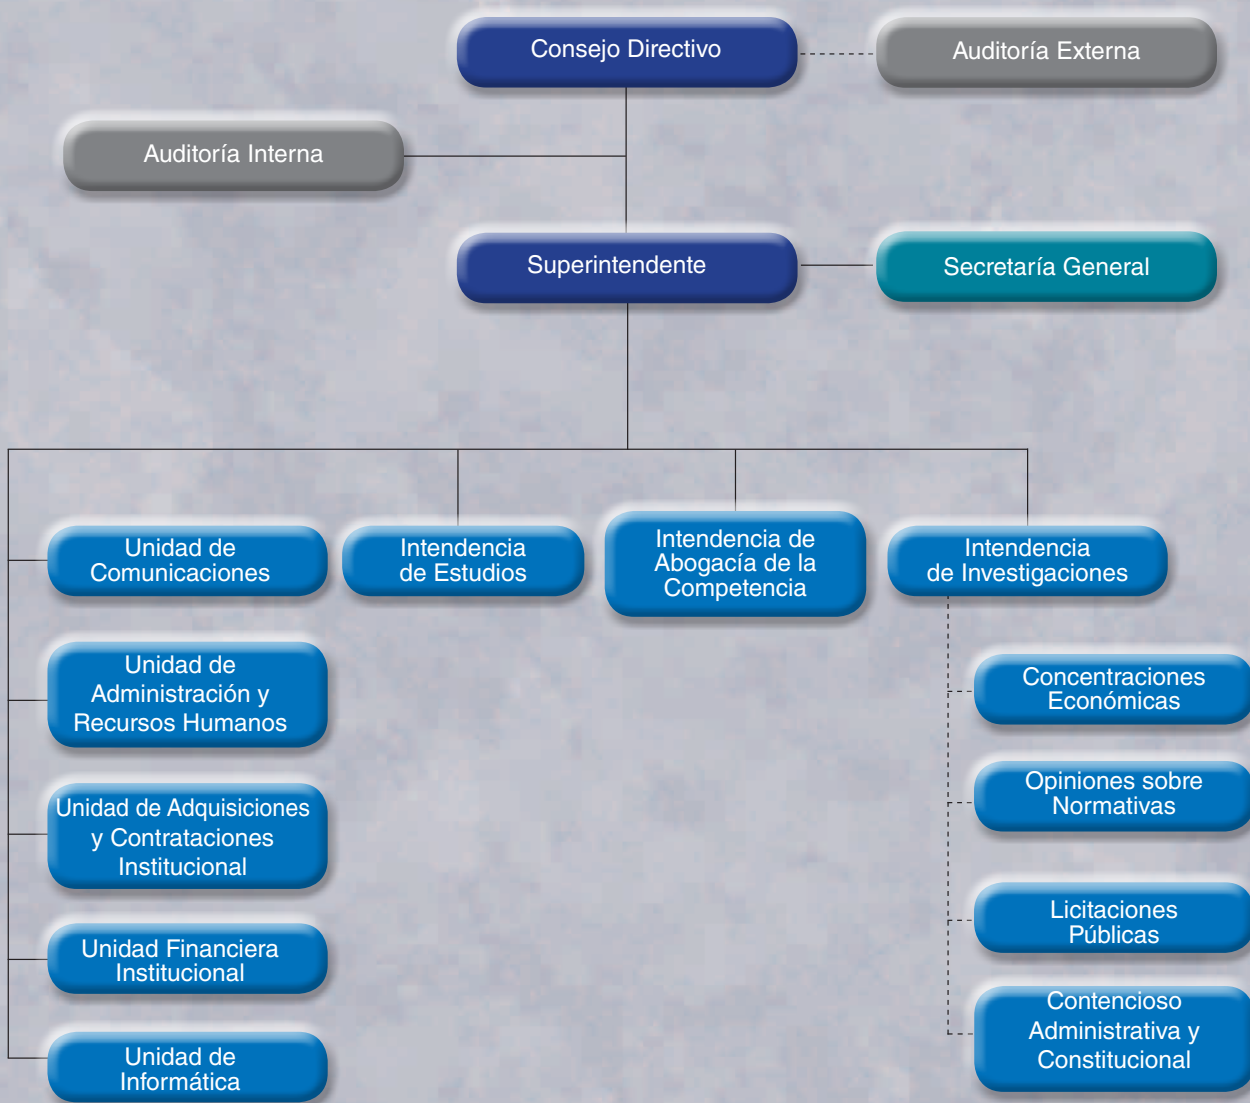 Consejo Directivo
Auditoría Externa
Auditoría Interna
Superintendente
Secretaría General
Unidad de
Comunicaciones
Intendencia
de Estudios
Intendencia de
Abogacía de la
Competencia
Intendencia
de Investigaciones
Unidad de
Administración y
Recursos Humanos
Unidad de Adquisiciones
y Contrataciones
Institucional
Unidad Financiera
Institucional
Unidad de
Informática
Concentraciones
Económicas
Opiniones sobre
Normativas
Licitaciones
Públicas
Contencioso
Administrativa y
Constitucional